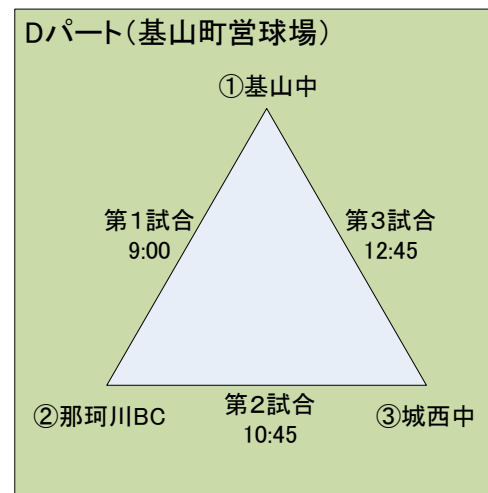 Dパート(基山町営球場)
①基山中
第1試合
9:00
第3試合
12:45
②那珂川BC
第2試合
10:45
③城西中